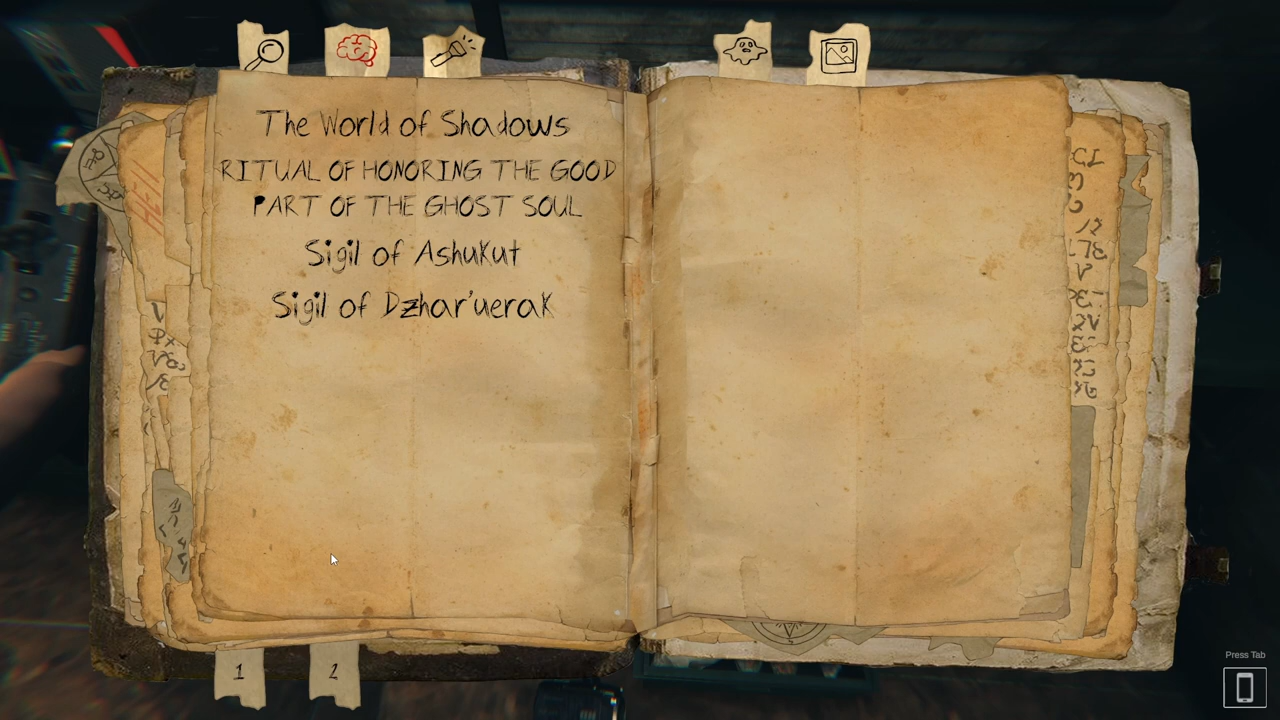 The World of Shadows
RITUAL OF HONORING THE GOOD
PART OF THE GHOST SOUL
Sigil of Ashukut
Sigil of Dzhar'uerak
Hell
1
2
Press Tab